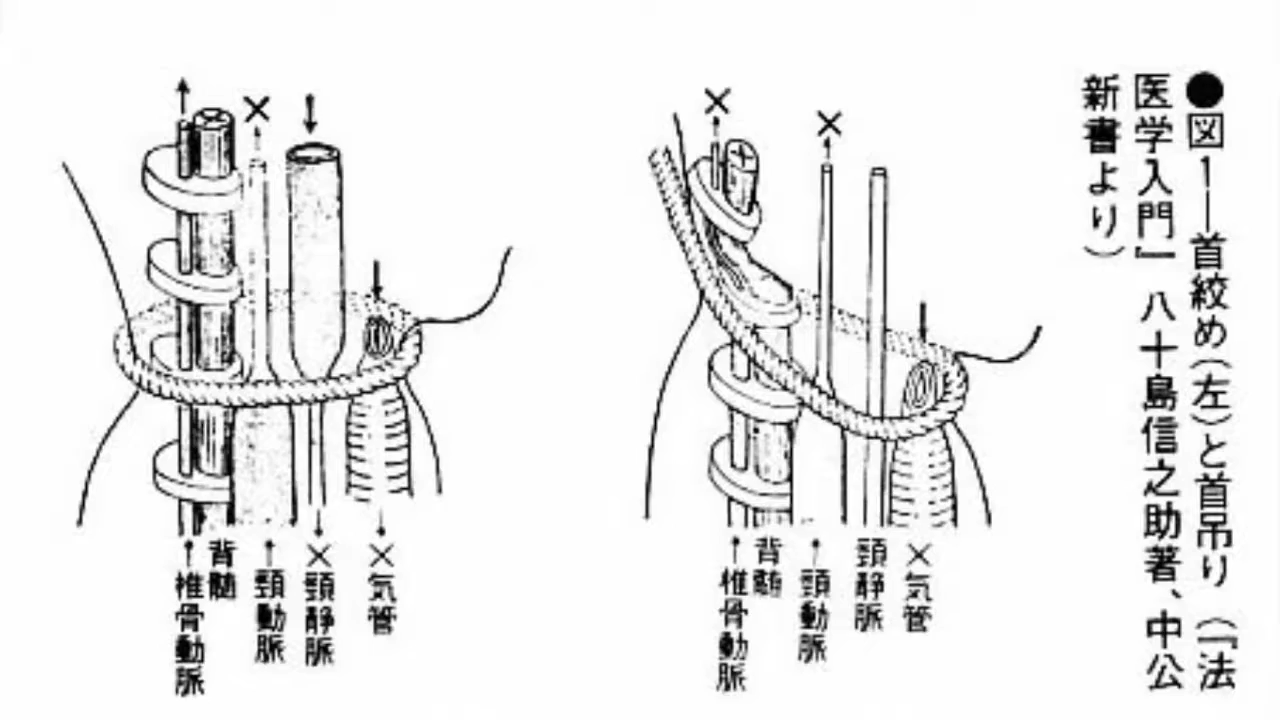 ●図1―首絞め(左)と首吊り(『法
医学入門』八十島信之助著、中公
新書より)
椎骨動脈
背髄
頸動脈
×頸静脈
×気管
椎骨動脈
背髄
頸動脈
頸静脈
×気管